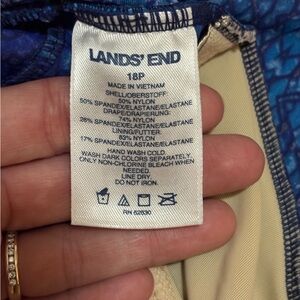 LANDS' END
18P
MADE IN VIETNAM
SHELL/OBERSTOFF:
50% NYLON
50% SPANDEX/ELASTANE/ELASTANE
DRAPE/DRAPIERUNG:
74% NYLON
26% SPANDEX/ELASTANE/ELASTANE
LINING/FUTTER:
83% NYLON
17% SPANDEX/ELASTANE/ELASTANE
HAND WASH COLD.
WASH DARK COLORS SEPARATELY.
ONLY NON-CHLORINE BLEACH WHEN
NEEDED.
LINE DRY.
DO NOT IRON.
RN 62830